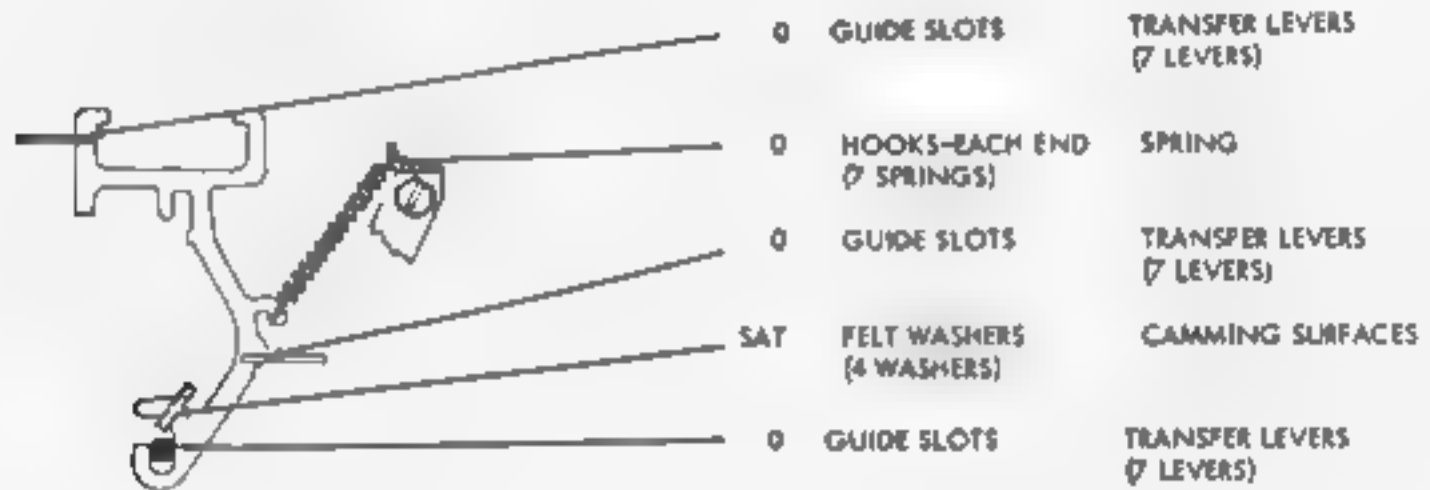 O GUIDE SLOTS TRANSFER LEVERS
(7 LEVERS)
O HOOKS-EACH END SPRING
(7 SPRINGS)
O GUIDE SLOTS TRANSFER LEVERS
(7 LEVERS)
SAT FELT WASHERS CAMMING SURFACES
(4 WASHERS)
O GUIDE SLOTS TRANSFER LEVERS
(7 LEVERS)